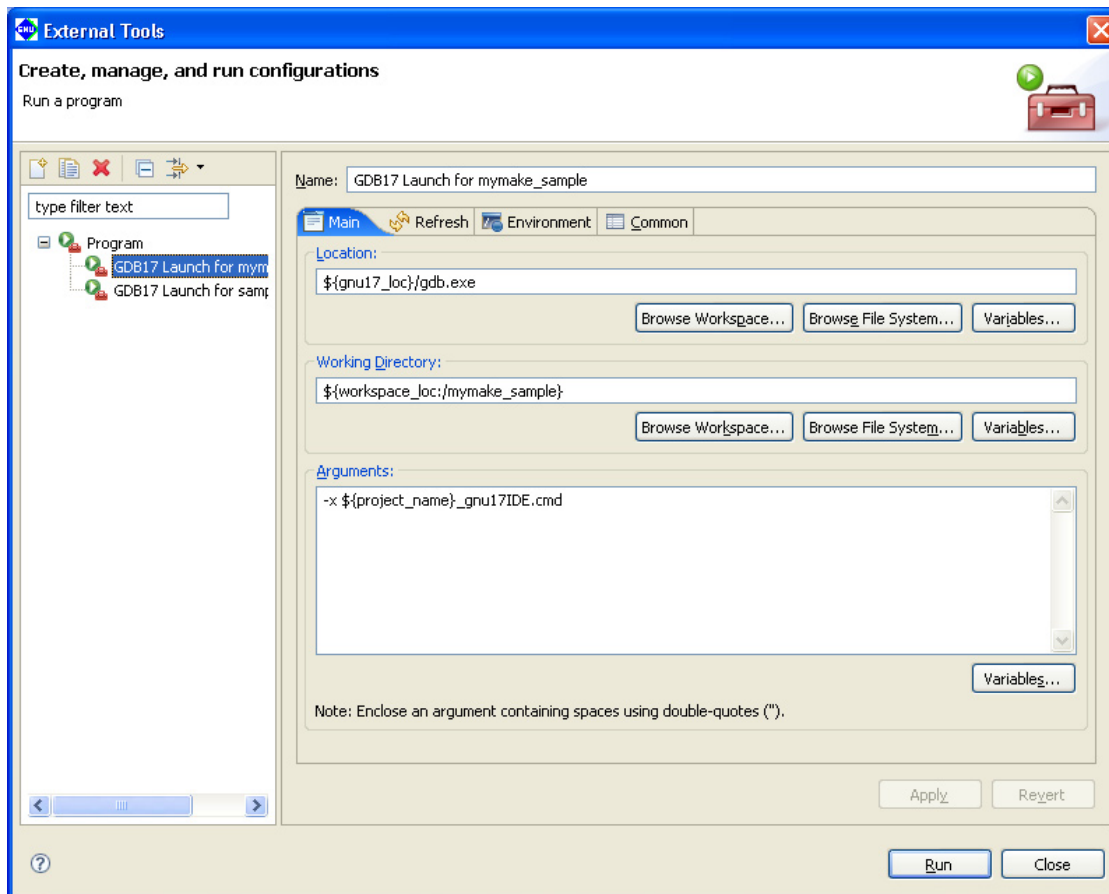 GNU External Tools
Create, manage, and run configurations
Run a program
type filter text
Program
GDB17 Launch for mym
GDB17 Launch for samp
Name: GDB17 Launch for mymake_sample
Main Refresh Environment Common
Location:
${gnu17_loc}/gdb.exe
Browse Workspace... Browse File System... Variables...
Working Directory:
${workspace_loc:/mymake_sample}
Browse Workspace... Browse File System... Variables...
Arguments:
-x ${project_name}_gnu17IDE.cmd
Variables...
Note: Enclose an argument containing spaces using double-quotes (").
Apply Revert
Run Close